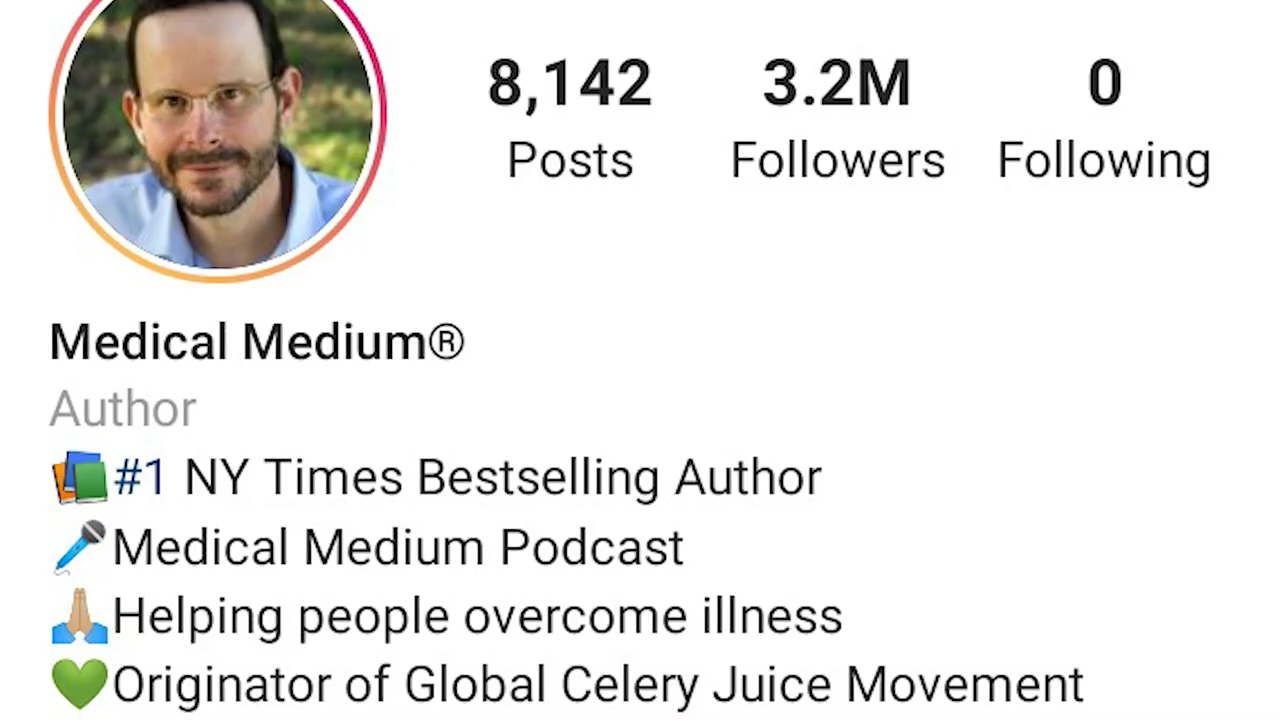 8,142 3.2M 0
Posts Followers Following
Medical Medium®
Author
#1 NY Times Bestselling Author
Medical Medium Podcast
Helping people overcome illness
Originator of Global Celery Juice Movement